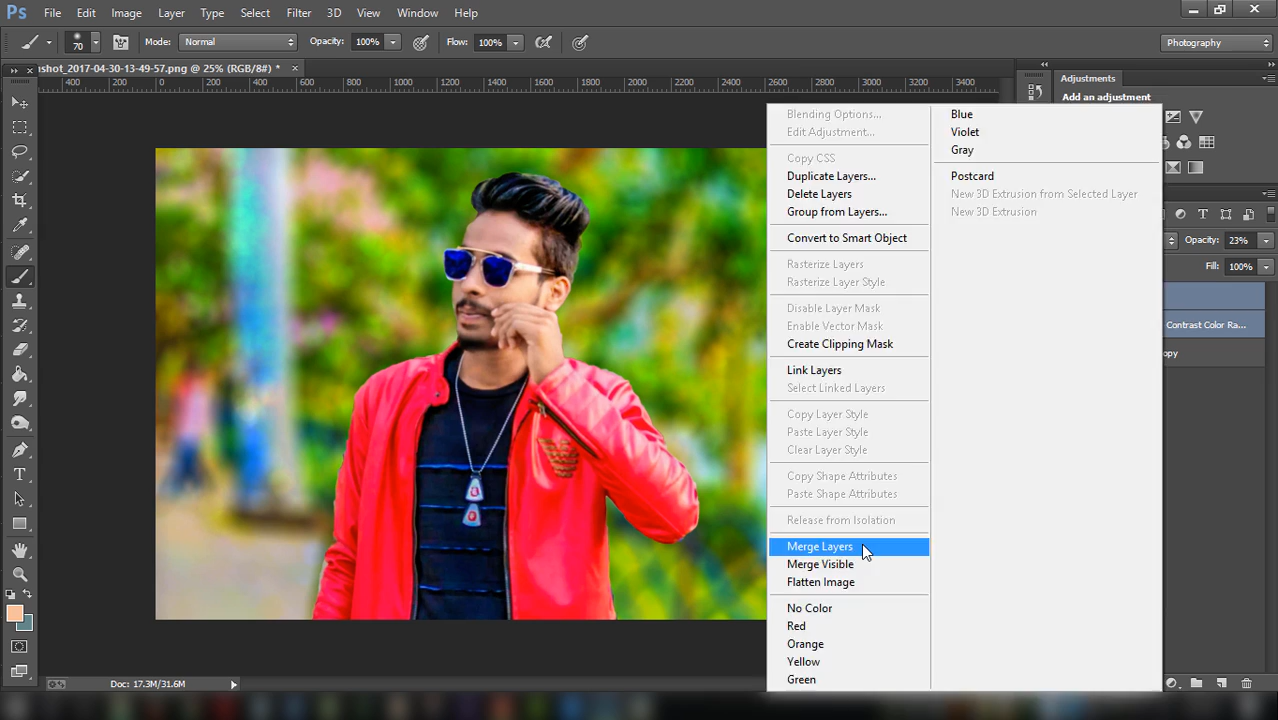 Ps File Edit Image Layer Type Select Filter 3D View Window Help
70 Mode: Normal Opacity: 100% Flow: 100% Photography
shot_2017-04-30-13-49-57.png @ 25% (RGB/8#) * ×
400 200 0 200 400 600 800 1000 1200 1400 1600 1800 2000 2200 2400 2600 2800 3000 3200 3400
Adjustments
Add an adjustment
Blending Options...
Edit Adjustment...
Copy CSS
Duplicate Layers...
Delete Layers
Group from Layers...
Convert to Smart Object
Rasterize Layers
Rasterize Layer Style
Disable Layer Mask
Enable Vector Mask
Create Clipping Mask
Link Layers
Select Linked Layers
Copy Layer Style
Paste Layer Style
Clear Layer Style
Copy Shape Attributes
Paste Shape Attributes
Release from Isolation
Merge Layers
Merge Visible
Flatten Image
No Color
Red
Orange
Yellow
Green
Blue
Violet
Gray
Postcard
New 3D Extrusion from Selected Layer
New 3D Extrusion
Opacity: 23%
Fill: 100%
Contrast Color Ra...
opy
Doc: 17.3M/31.6M